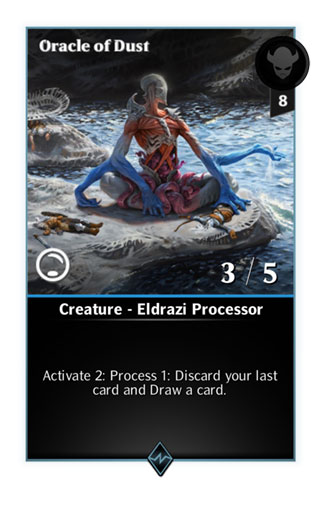 Oracle of Dust
8
3 / 5
Creature - Eldrazi Processor
Activate 2: Process 1: Discard your last
card and Draw a card.